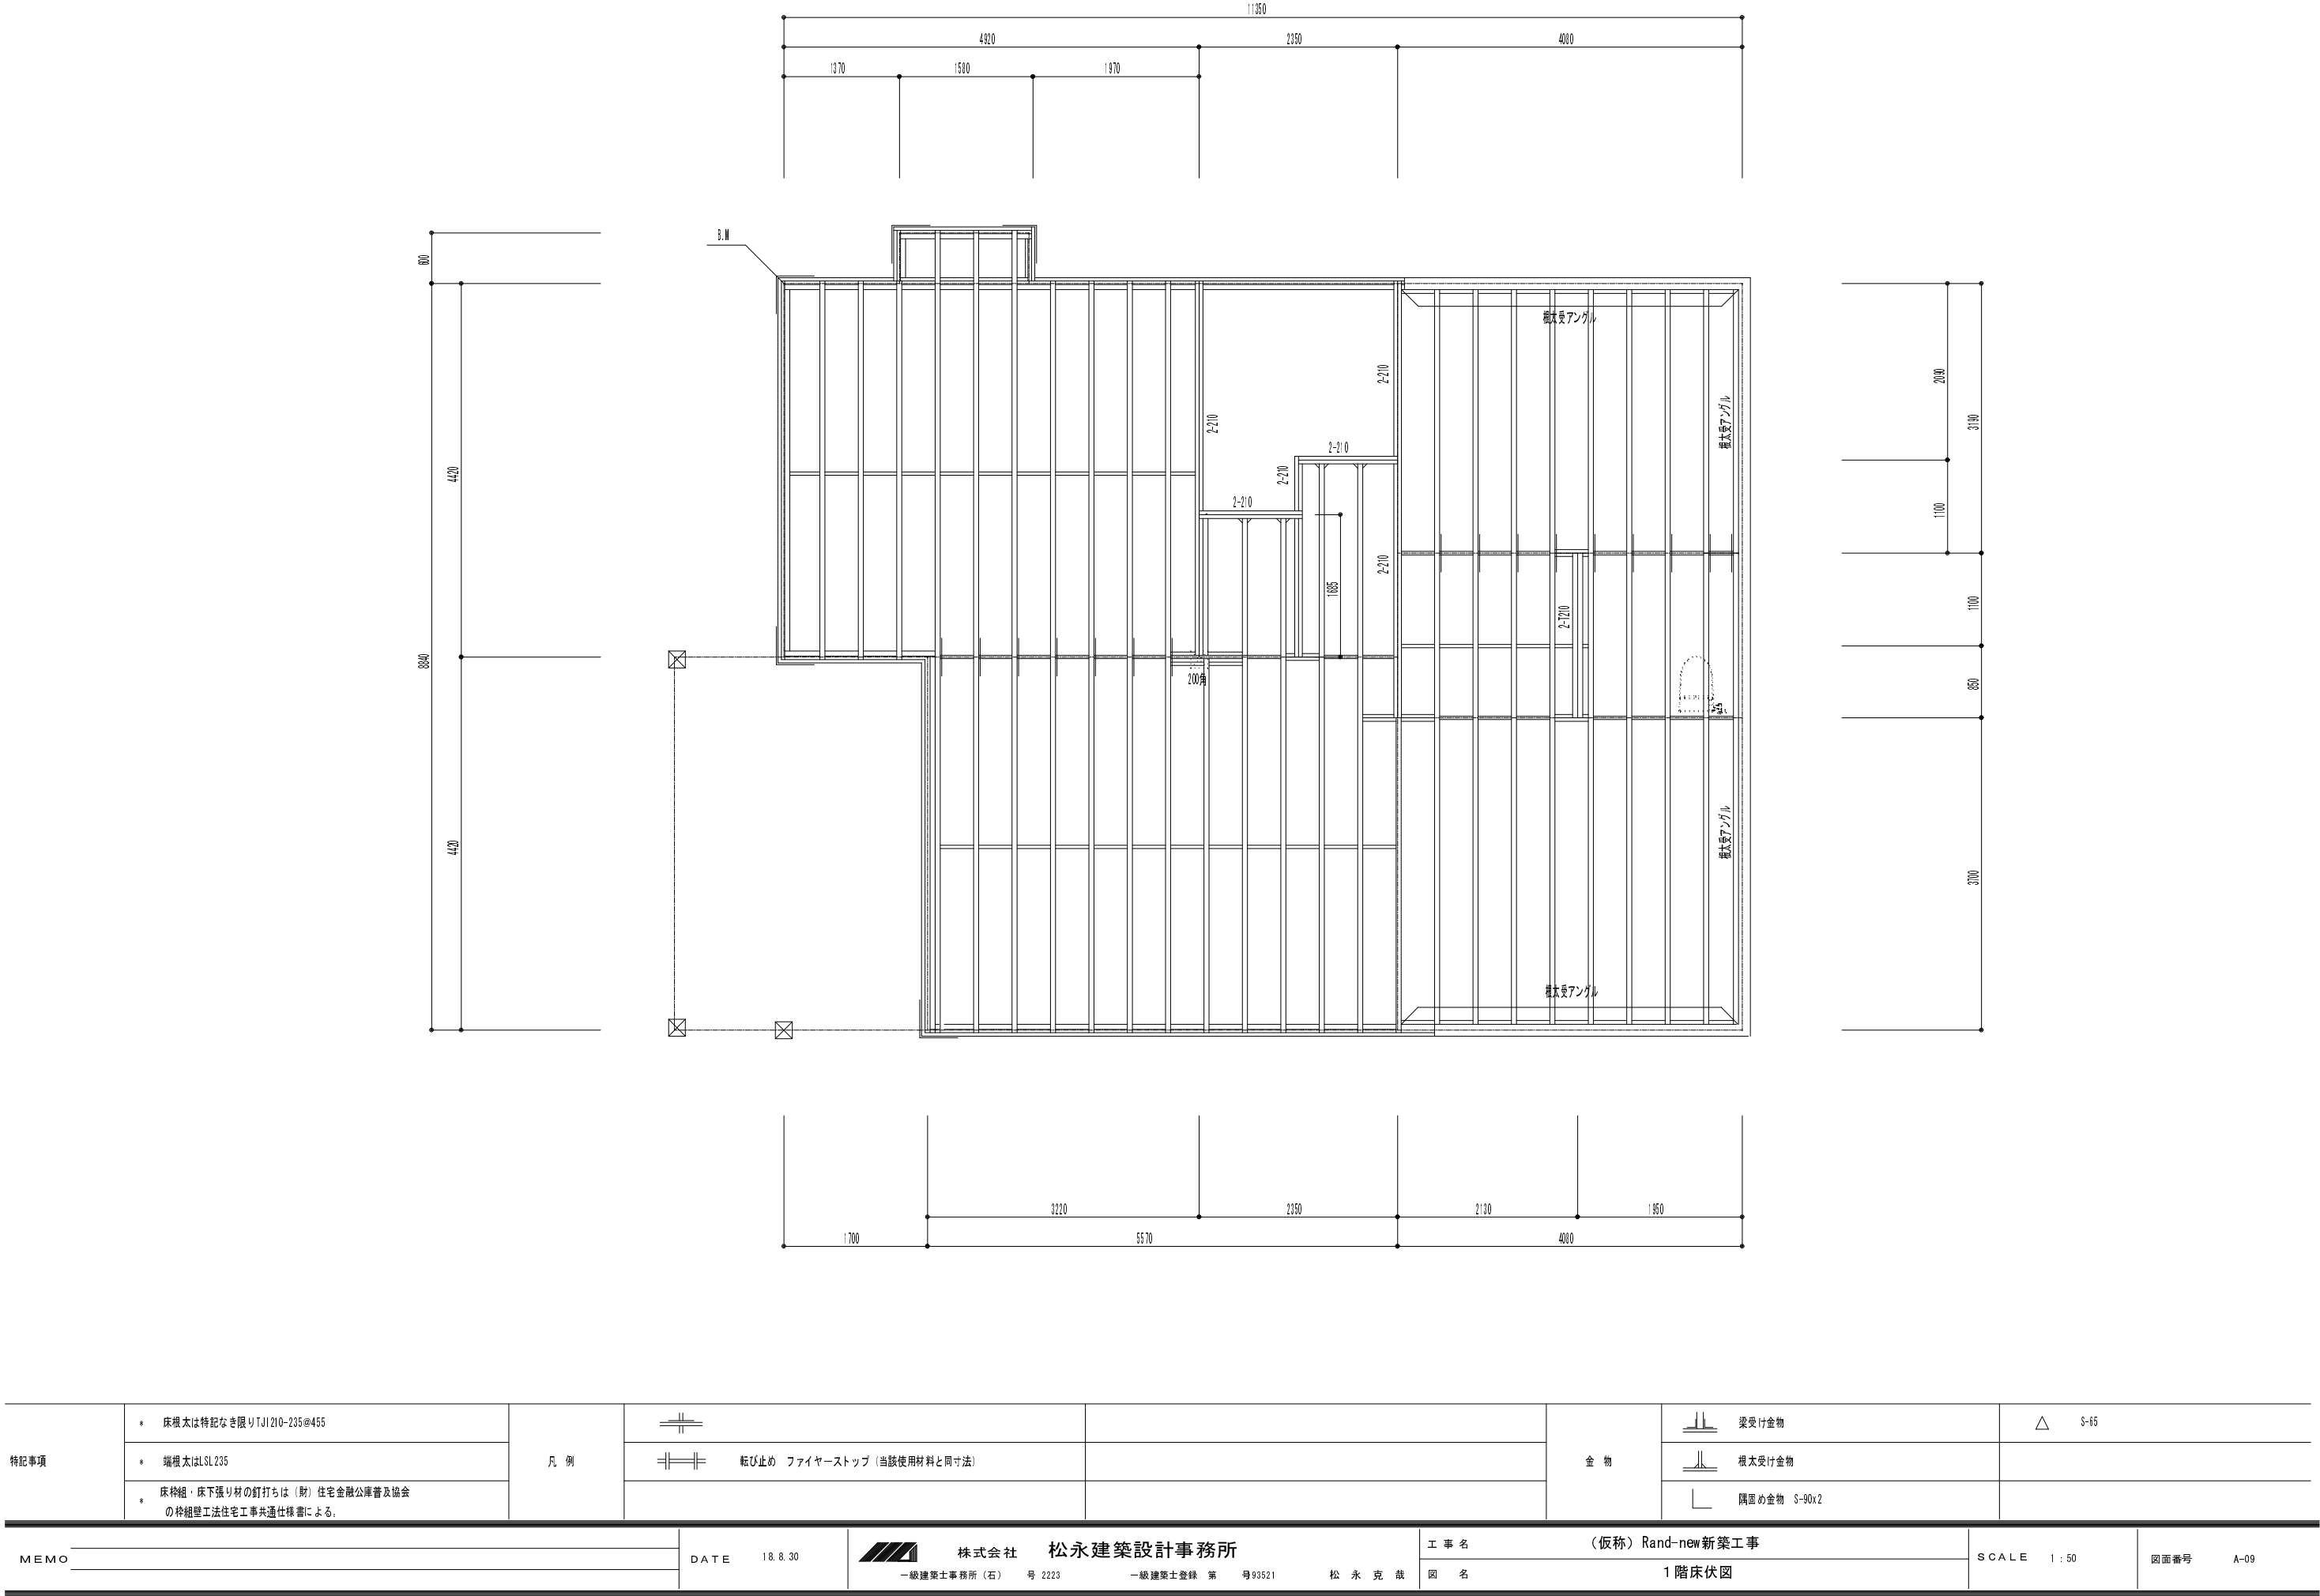 11350
4920
2350
4080
1370
1580
1970
B.M
600
4420
8840
4420
根太受アングル
2-210
2-210
2-210
2-210
2-210
2-210
1685
2-T210
200角
根太受アングル
根太受アングル
根太受アングル
2090
3190
1100
1100
850
3700
3220
2350
2130
1950
1700
5570
4080
特記事項
* 床根太は特記なき限りTJI210-235@455
* 端根太はLSL235
* 床枠組・床下張り材の釘打ちは(財)住宅金融公庫普及協会
の枠組壁工法住宅工事共通仕様書による。
凡 例
転び止め ファイヤーストップ(当該使用材料と同寸法)
金 物
梁受け金物
根太受け金物
隅固め金物 S-90x2
S-65
MEMO
DATE 18.8.30
株式会社 松永建築設計事務所
一級建築士事務所(石) 号 2223 一級建築士登録 第 号93521 松 永 克 哉
工 事 名 (仮称)Rand-new新築工事
図 名 1階床伏図
SCALE 1:50
図面番号 A-09